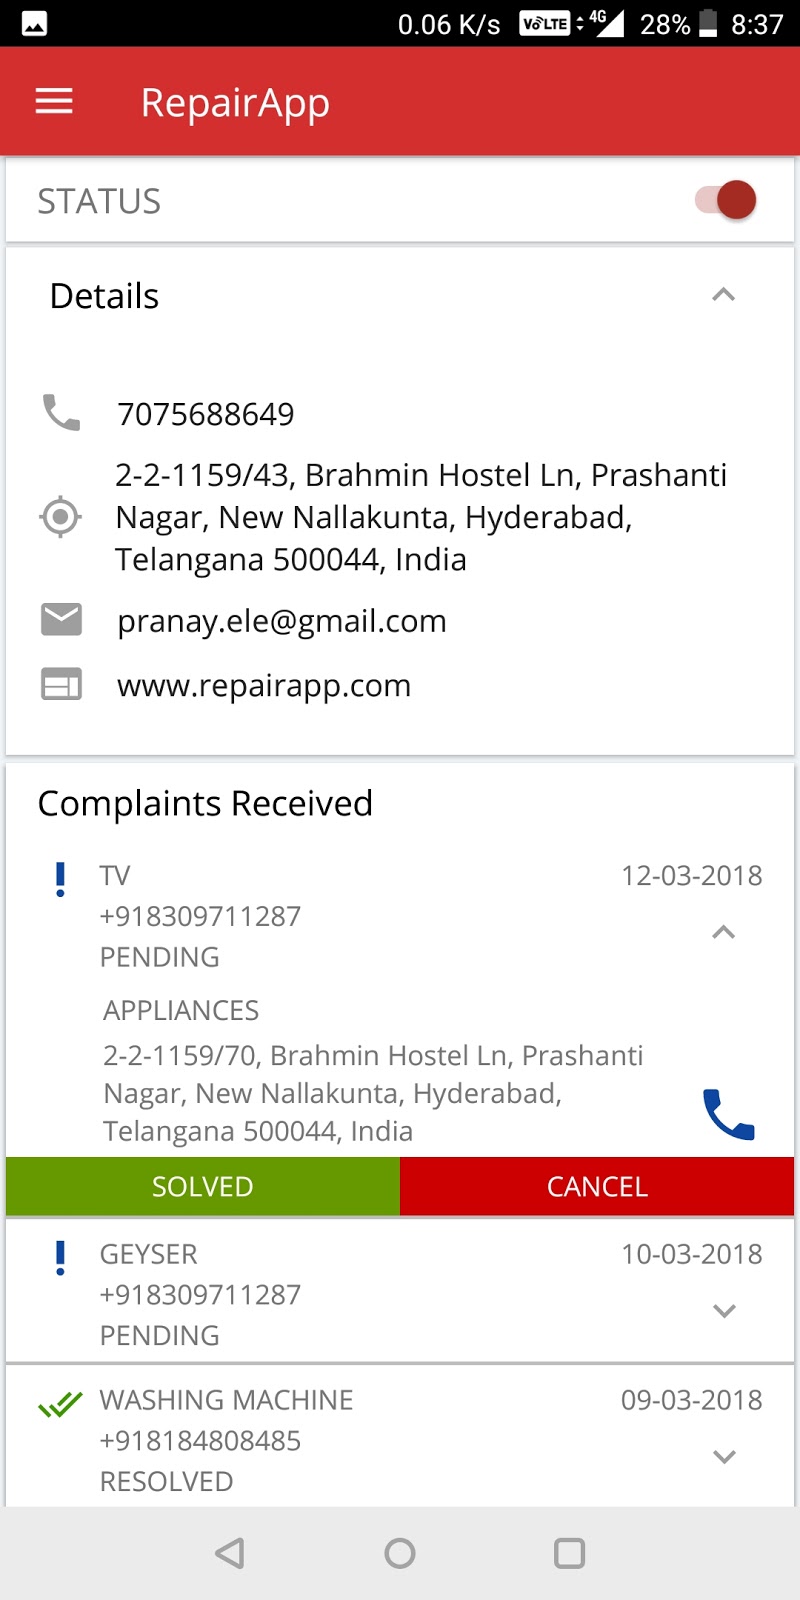 0.06 K/s VoLTE 4G 28% 8:37
RepairApp
STATUS
Details
7075688649
2-2-1159/43, Brahmin Hostel Ln, Prashanti
Nagar, New Nallakunta, Hyderabad,
Telangana 500044, India
pranay.ele@gmail.com
www.repairapp.com
Complaints Received
TV 12-03-2018
+918309711287
PENDING
APPLIANCES
2-2-1159/70, Brahmin Hostel Ln, Prashanti
Nagar, New Nallakunta, Hyderabad,
Telangana 500044, India
SOLVED CANCEL
GEYSER 10-03-2018
+918309711287
PENDING
WASHING MACHINE 09-03-2018
+918184808485
RESOLVED